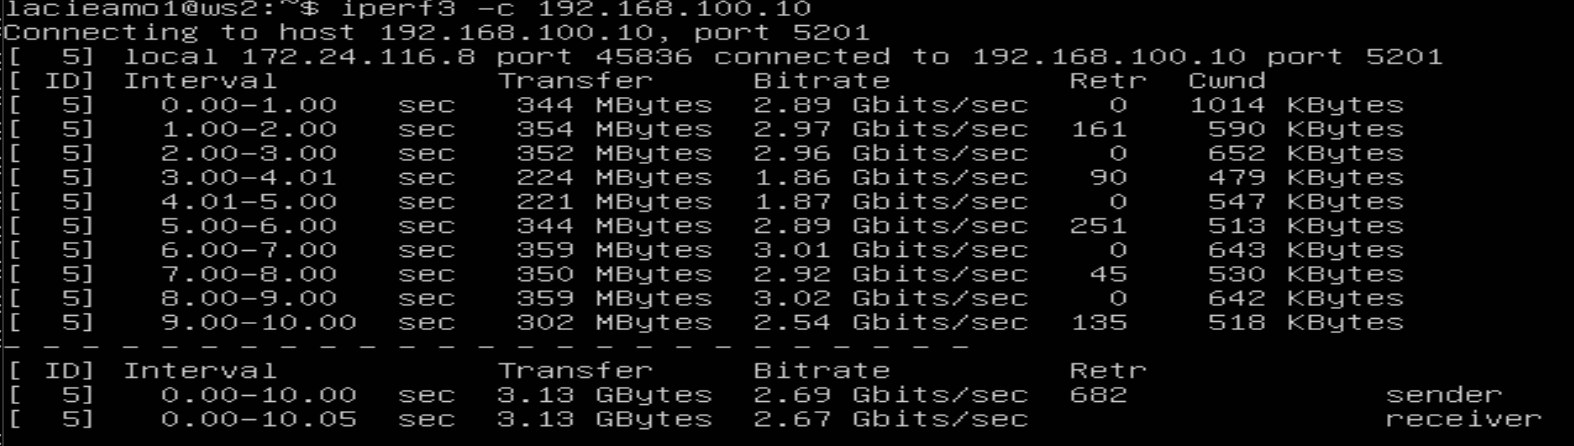 lacieamo1@ws2:~$ iperf3 -c 192.168.100.10
Connecting to host 192.168.100.10, port 5201
[  5] local 172.24.116.8 port 45836 connected to 192.168.100.10 port 5201
[ ID] Interval           Transfer     Bitrate         Retr  Cwnd
[  5]   0.00-1.00   sec   344 MBytes  2.89 Gbits/sec    0   1014 KBytes
[  5]   1.00-2.00   sec   354 MBytes  2.97 Gbits/sec  161    590 KBytes
[  5]   2.00-3.00   sec   352 MBytes  2.96 Gbits/sec    0    652 KBytes
[  5]   3.00-4.01   sec   224 MBytes  1.86 Gbits/sec   90    479 KBytes
[  5]   4.01-5.00   sec   221 MBytes  1.87 Gbits/sec    0    547 KBytes
[  5]   5.00-6.00   sec   344 MBytes  2.89 Gbits/sec  251    513 KBytes
[  5]   6.00-7.00   sec   359 MBytes  3.01 Gbits/sec    0    643 KBytes
[  5]   7.00-8.00   sec   350 MBytes  2.92 Gbits/sec   45    530 KBytes
[  5]   8.00-9.00   sec   359 MBytes  3.02 Gbits/sec    0    642 KBytes
[  5]   9.00-10.00  sec   302 MBytes  2.54 Gbits/sec  135    518 KBytes
- - - - - - - - - - - - - - - - - - - - - - - - -
[ ID] Interval           Transfer     Bitrate         Retr
[  5]   0.00-10.00  sec  3.13 GBytes  2.69 Gbits/sec  682             sender
[  5]   0.00-10.05  sec  3.13 GBytes  2.67 Gbits/sec                  receiver